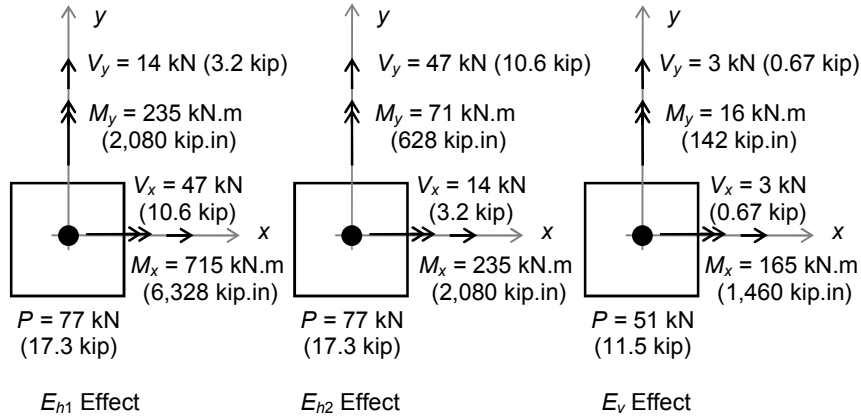 y
V_y = 14 kN (3.2 kip)
M_y = 235 kN.m
(2,080 kip.in)
V_x = 47 kN
(10.6 kip)
x
M_x = 715 kN.m
(6,328 kip.in)
P = 77 kN
(17.3 kip)
E_h1 Effect
y
V_y = 47 kN (10.6 kip)
M_y = 71 kN.m
(628 kip.in)
V_x = 14 kN
(3.2 kip)
x
M_x = 235 kN.m
(2,080 kip.in)
P = 77 kN
(17.3 kip)
E_h2 Effect
y
V_y = 3 kN (0.67 kip)
M_y = 16 kN.m
(142 kip.in)
V_x = 3 kN
(0.67 kip)
x
M_x = 165 kN.m
(1,460 kip.in)
P = 51 kN
(11.5 kip)
E_v Effect